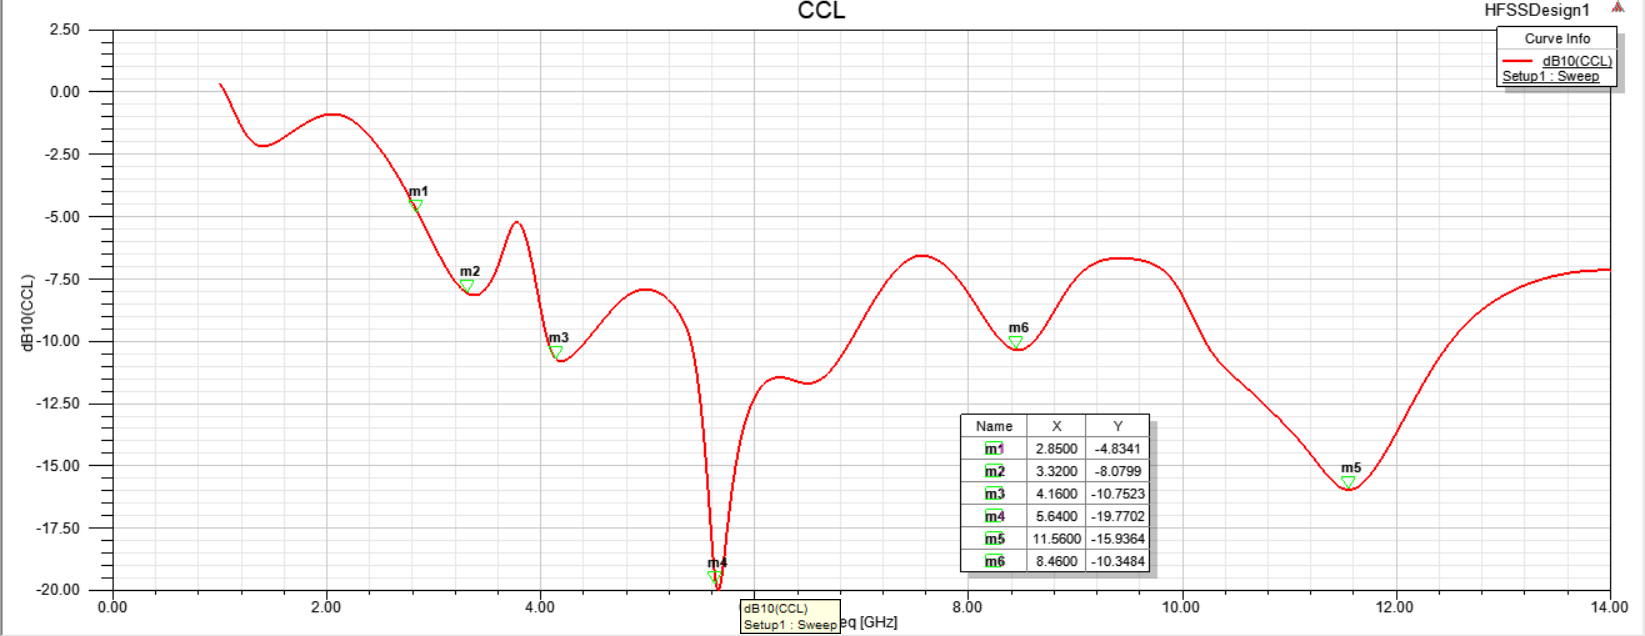 CCL
HFSSDesign1
Curve Info
dB10(CCL)
Setup1 : Sweep
2.50
0.00
-2.50
-5.00
-7.50
-10.00
-12.50
-15.00
-17.50
-20.00
dB10(CCL)
m1
m2
m3
m6
m5
m4
Name X Y
m1 2.8500 -4.8341
m2 3.3200 -8.0799
m3 4.1600 -10.7523
m4 5.6400 -19.7702
m5 11.5600 -15.9364
m6 8.4600 -10.3484
0.00 2.00 4.00 8.00 10.00 12.00 14.00
dB10(CCL)
Setup1 : Sweep
eq [GHz]